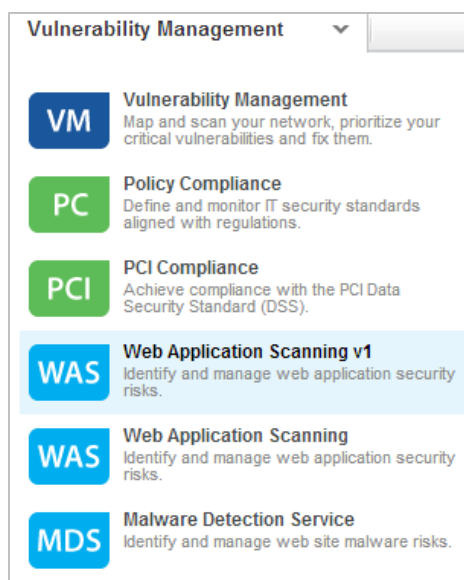 Vulnerability Management
VM
Vulnerability Management
Map and scan your network, prioritize your
critical vulnerabilities and fix them.
PC
Policy Compliance
Define and monitor IT security standards
aligned with regulations.
PCI
PCI Compliance
Achieve compliance with the PCI Data
Security Standard (DSS).
WAS
Web Application Scanning v1
Identify and manage web application security
risks.
WAS
Web Application Scanning
Identify and manage web application security
risks.
MDS
Malware Detection Service
Identify and manage web site malware risks.